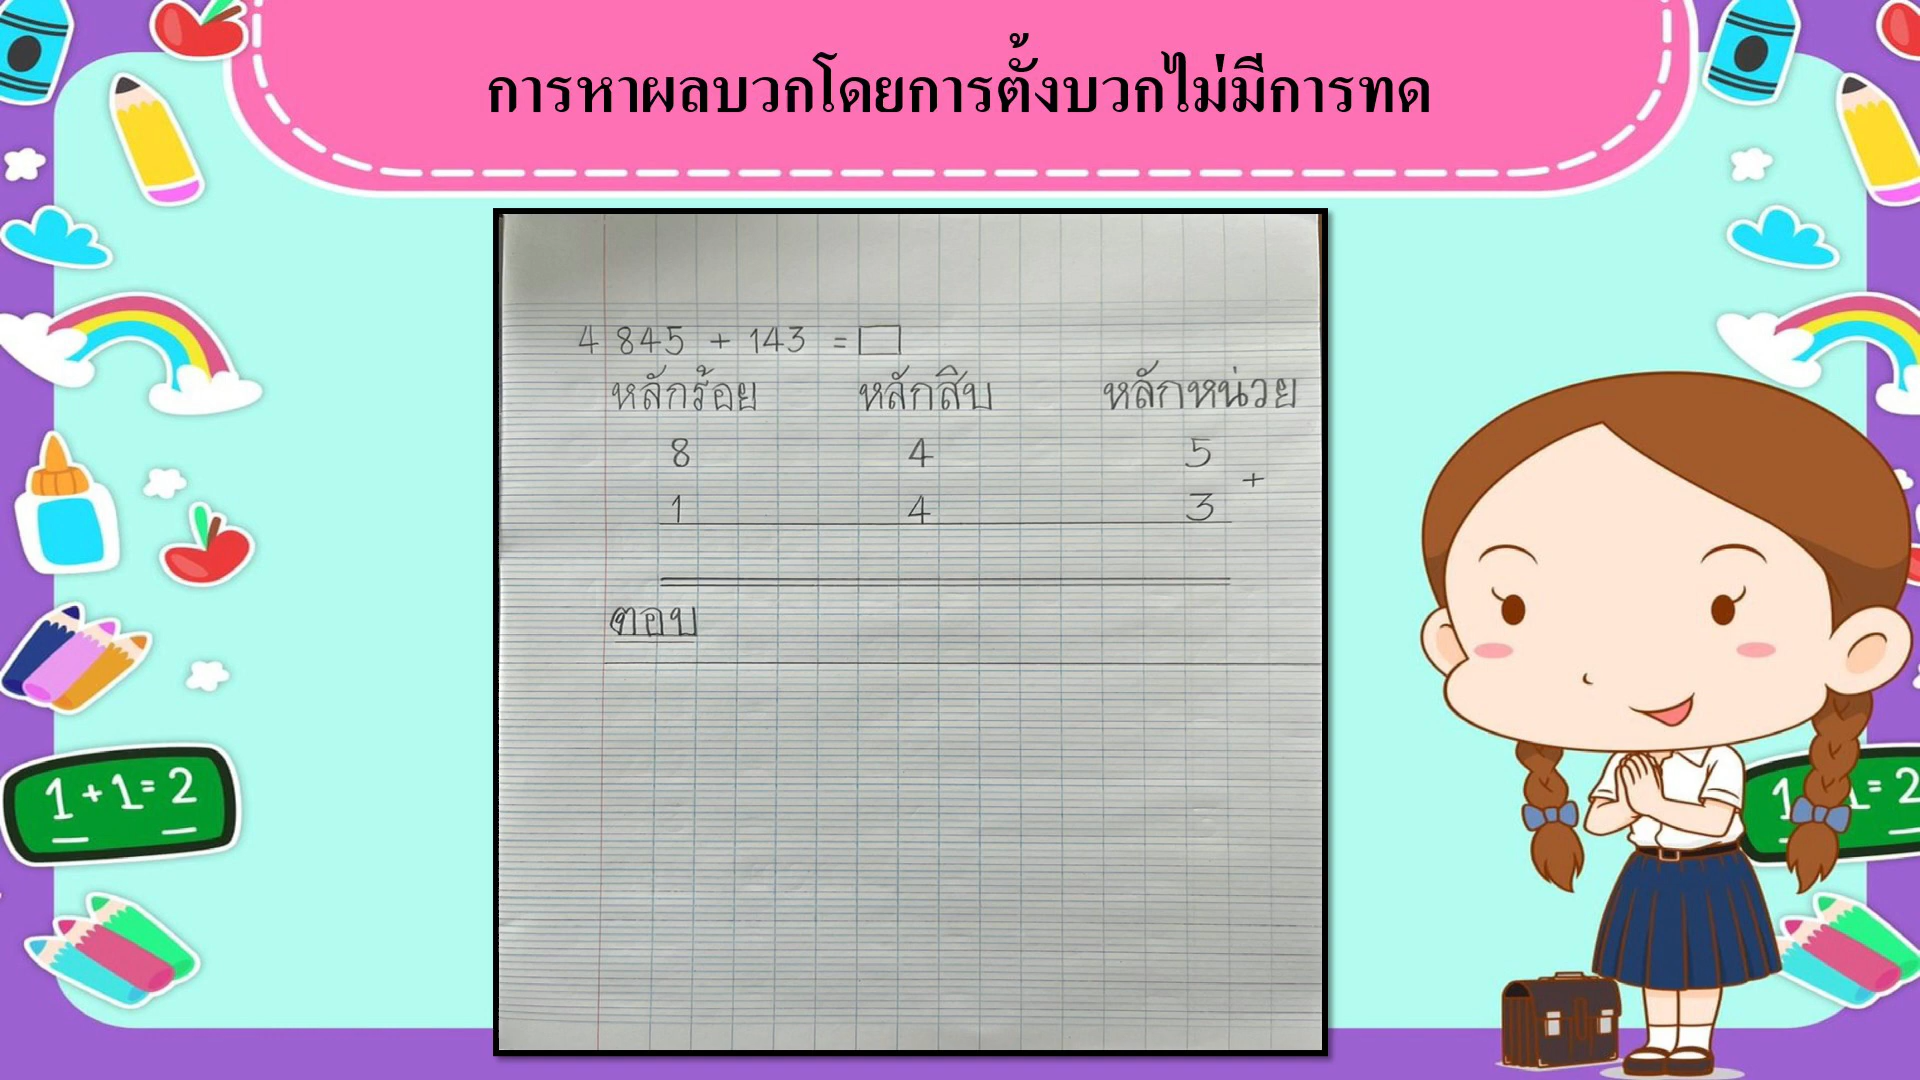 การหาผลบวกโดยการตั้งบวกไม่มีการทด
4 845 + 143 = □
หลักร้อย หลักสิบ หลักหน่วย
8 4 5
+
1 4 3
ตอบ
1+1=2
1+1=2